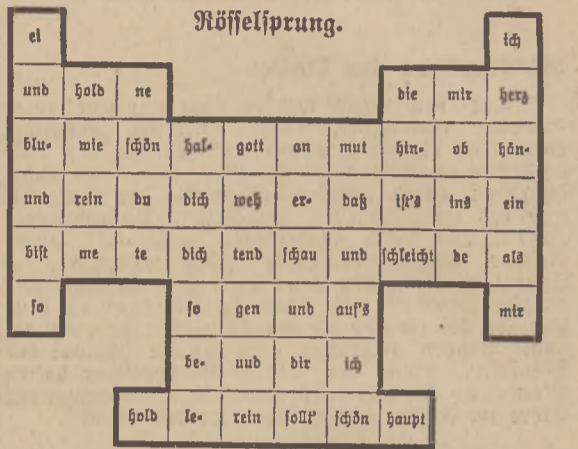 Rösselsprung.
ei ich
und hold ne die mir herz
blu- wie schön hal- gott an mut hin- ob hän-
und rein du dich weh er- daß ist's ins ein
bist me te dich tend schau und schleicht de als
so so gen und auf's mir
be- uud dir ich
hold le- rein sollt' schön haupt